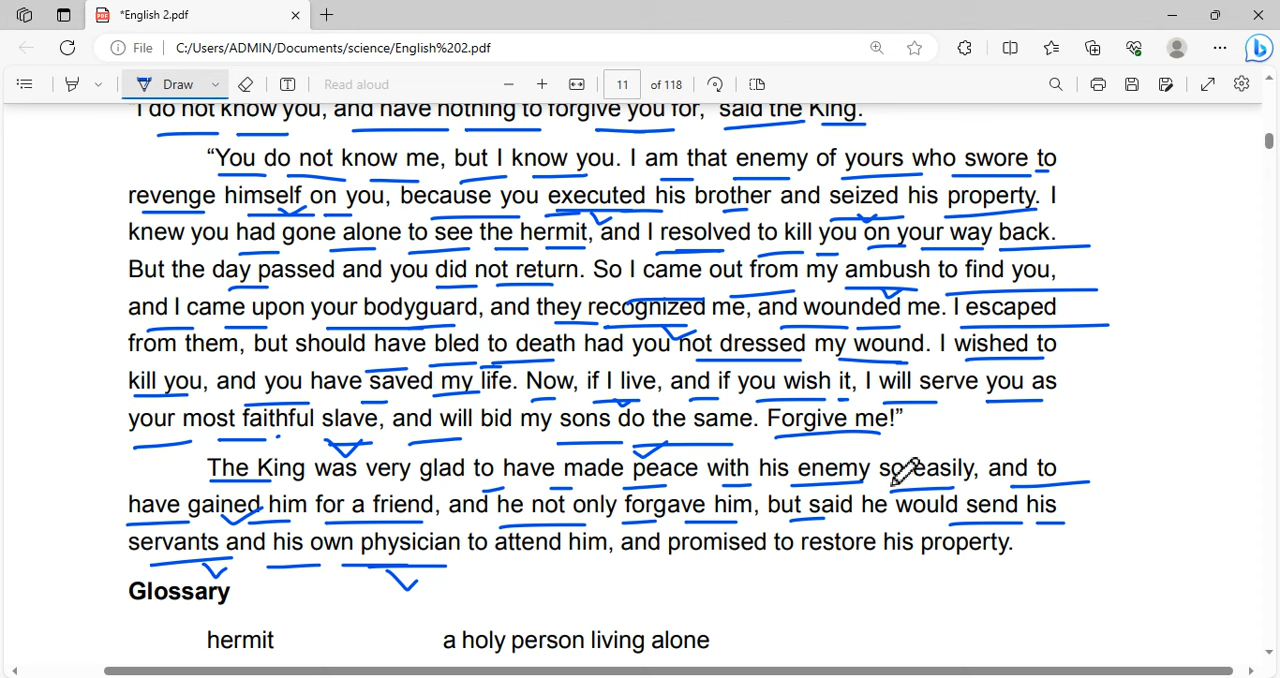 *English 2.pdf
File C:/Users/ADMIN/Documents/science/English%202.pdf
Draw Read aloud 11 of 118
"I do not know you, and have nothing to forgive you for," said the King.
“You do not know me, but I know you. I am that enemy of yours who swore to
revenge himself on you, because you executed his brother and seized his property. I
knew you had gone alone to see the hermit, and I resolved to kill you on your way back.
But the day passed and you did not return. So I came out from my ambush to find you,
and I came upon your bodyguard, and they recognized me, and wounded me. I escaped
from them, but should have bled to death had you not dressed my wound. I wished to
kill you, and you have saved my life. Now, if I live, and if you wish it, I will serve you as
your most faithful slave, and will bid my sons do the same. Forgive me!”
The King was very glad to have made peace with his enemy so easily, and to
have gained him for a friend, and he not only forgave him, but said he would send his
servants and his own physician to attend him, and promised to restore his property.
Glossary
hermit a holy person living alone